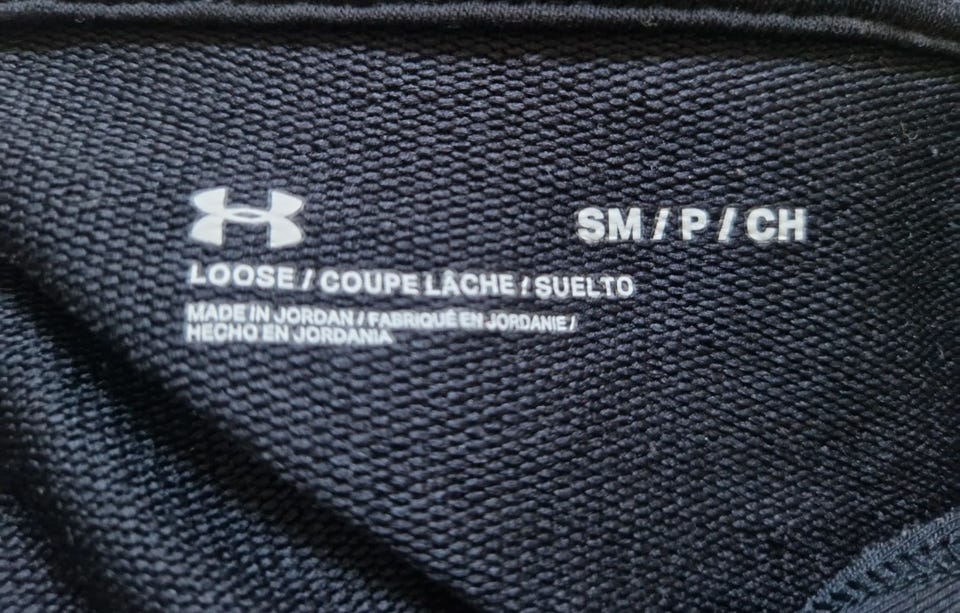 SM / P / CH
LOOSE / COUPE LÂCHE / SUELTO
MADE IN JORDAN / FABRIQUÉ EN JORDANIE /
HECHO EN JORDANIA